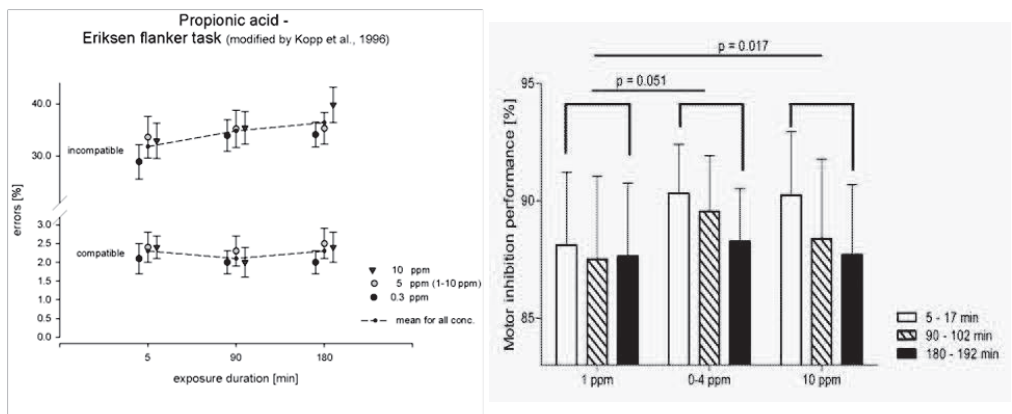 Propionic acid -
Eriksen flanker task (modified by Kopp et al., 1996)
errors [%]
40.0
incompatible
30.0
3.0
2.5
compatible
2.0
1.5
1.0
0.5
0.0
10 ppm
5 ppm (1-10 ppm)
0.3 ppm
mean for all conc.
5 90 180
exposure duration [min]
p = 0.017
p = 0.051
Motor inhibition performance [%]
95
90
85
1 ppm 0-4 ppm 10 ppm
5 - 17 min
90 - 102 min
180 - 192 min